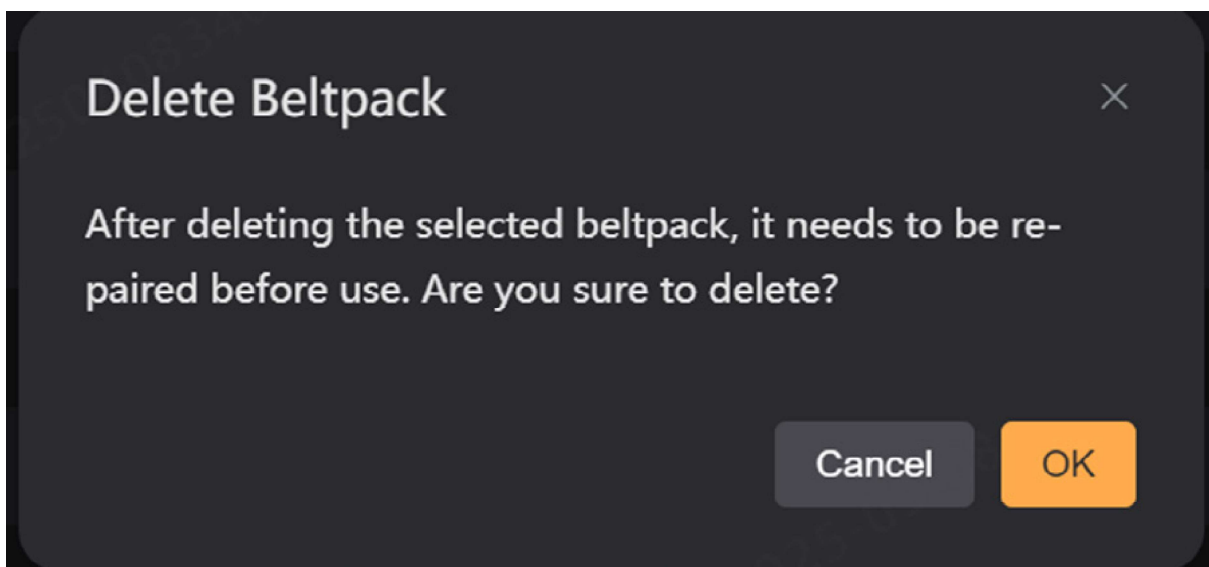 Delete Beltpack
After deleting the selected beltpack, it needs to be re-
paired before use. Are you sure to delete?
Cancel
OK